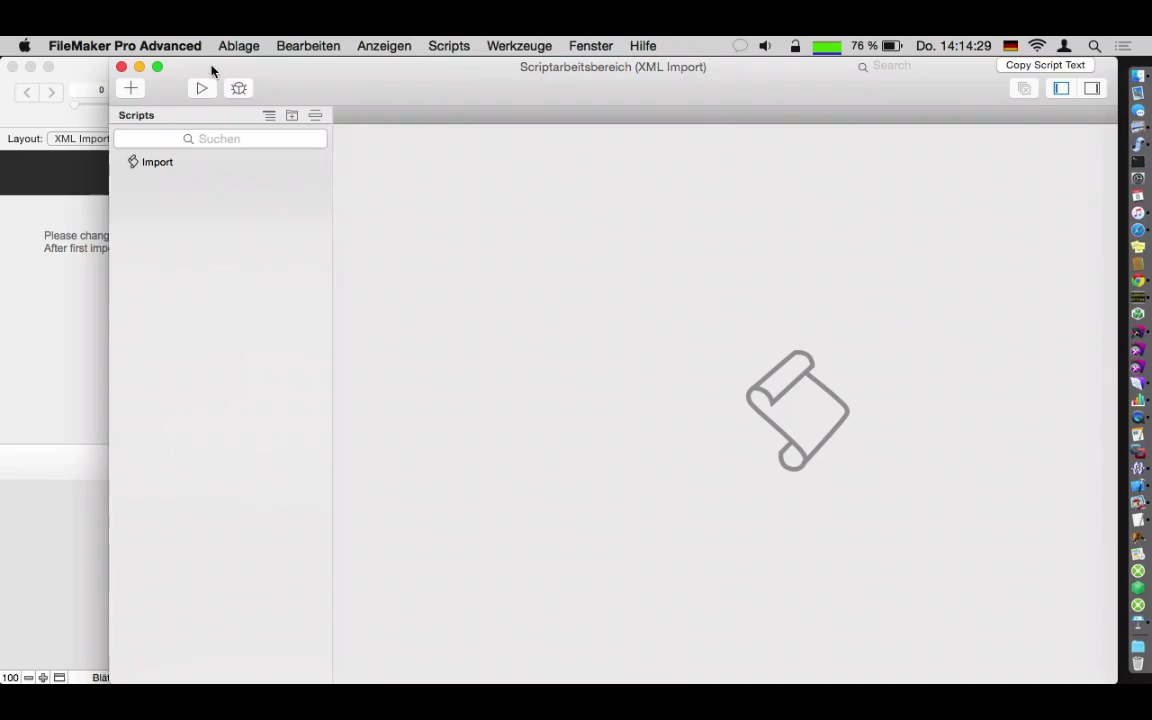 FileMaker Pro Advanced Ablage Bearbeiten Anzeigen Scripts Werkzeuge Fenster Hilfe 76 % Do. 14:14:29
Scriptarbeitsbereich (XML Import) Search Copy Script Text
0
Layout: XML Import
Scripts
Suchen
Import
Please chang
After first imp
100 Blät